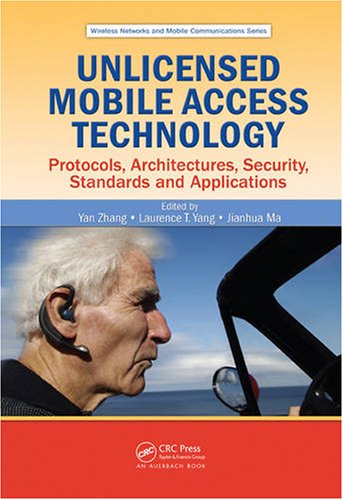 Wireless Networks and Mobile Communications Series
UNLICENSED
MOBILE ACCESS
TECHNOLOGY
Protocols, Architectures, Security,
Standards and Applications
Edited by
Yan Zhang • Laurence T. Yang • Jianhua Ma
CRC
CRC Press
Taylor & Francis Group
AN AUERBACH BOOK